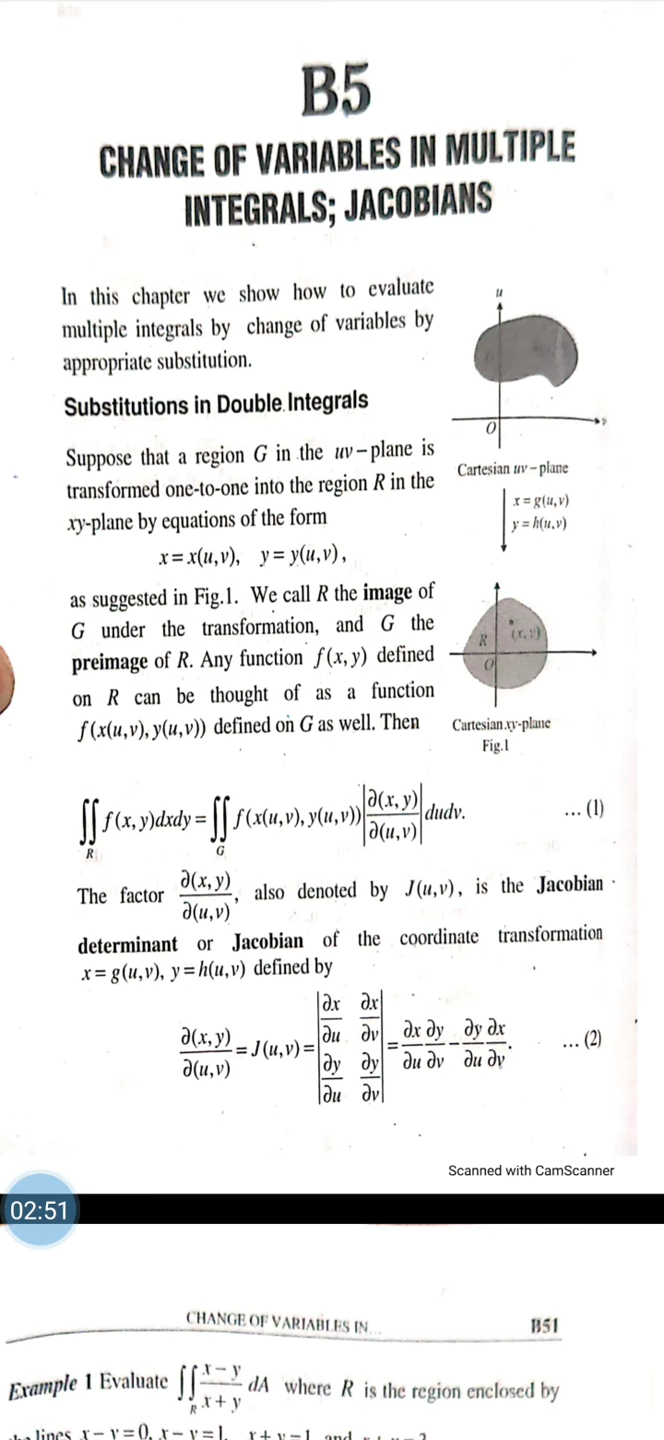 B5
CHANGE OF VARIABLES IN MULTIPLE
INTEGRALS; JACOBIANS
In this chapter we show how to evaluate
multiple integrals by change of variables by
appropriate substitution.
Substitutions in Double Integrals
Suppose that a region G in the uv–plane is
transformed one-to-one into the region R in the
xy-plane by equations of the form
x = x(u,v), y = y(u,v),
as suggested in Fig.1. We call R the image of
G under the transformation, and G the
preimage of R. Any function f(x,y) defined
on R can be thought of as a function
f(x(u,v), y(u,v)) defined on G as well. Then
u
O
v
Cartesian uv–plane
x = g(u,v)
y = h(u,v)
R
(x,y)
O
Cartesian xy-plane
Fig.1
∬_R f(x,y)dxdy = ∬_G f(x(u,v), y(u,v)) |∂(x,y)/∂(u,v)| dudv. ... (1)
The factor ∂(x,y)/∂(u,v), also denoted by J(u,v), is the Jacobian
determinant or Jacobian of the coordinate transformation
x = g(u,v), y = h(u,v) defined by
∂(x,y)/∂(u,v) = J(u,v) = |∂x/∂u ∂x/∂v; ∂y/∂u ∂y/∂v| = ∂x/∂u ∂y/∂v − ∂y/∂u ∂x/∂v. ... (2)
Scanned with CamScanner
02:51
CHANGE OF VARIABLES IN... B51
Example 1 Evaluate ∬_R (x−y)/(x+y) dA where R is the region enclosed by
lines x − y = 0, x − y = 1, x + y = 1 and